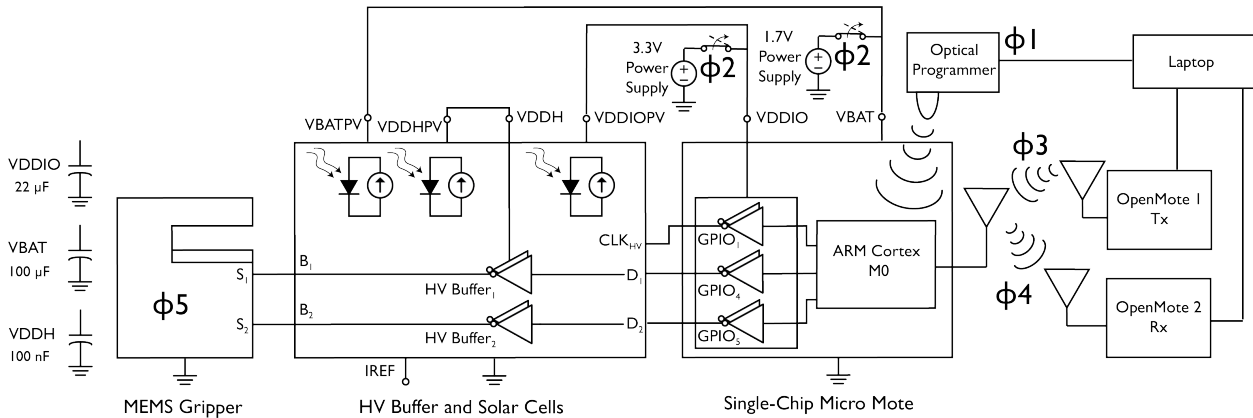 VDDIO
22 µF
VBAT
100 µF
VDDH
100 nF
S₁
S₂
ϕ5
MEMS Gripper
VBATPV
VDDHPV
VDDH
VDDIOPV
B₁
B₂
HV Buffer₁
HV Buffer₂
CLK_HV
D₁
D₂
IREF
HV Buffer and Solar Cells
3.3V
Power
Supply
ϕ2
1.7V
Power
Supply
ϕ2
VDDIO
VBAT
GPIO₁
GPIO₄
GPIO₅
ARM Cortex
M0
Single-Chip Micro Mote
Optical
Programmer
ϕ1
Laptop
ϕ3
OpenMote 1
Tx
ϕ4
OpenMote 2
Rx